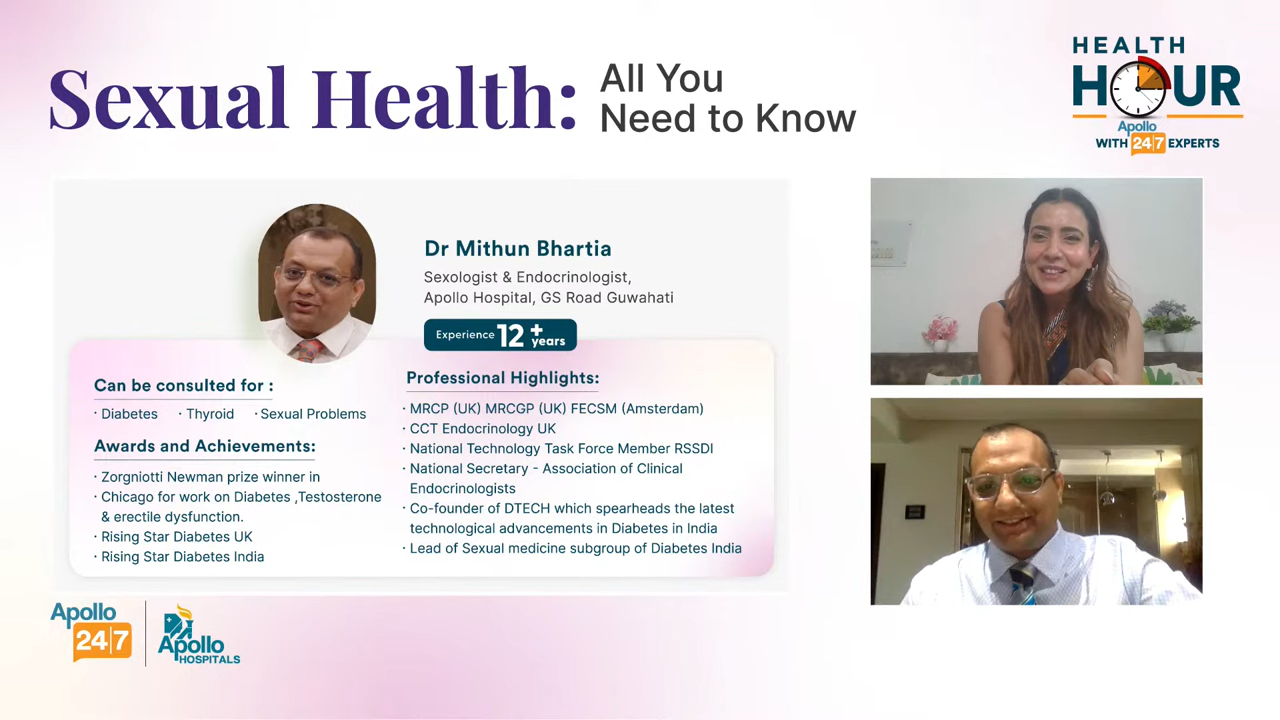 Sexual Health:
All You
Need to Know
HEALTH
HOUR
Apollo
WITH 24|7 EXPERTS
Dr Mithun Bhartia
Sexologist & Endocrinologist,
Apollo Hospital, GS Road Guwahati
Experience 12+ years
Can be consulted for :
· Diabetes · Thyroid · Sexual Problems
Awards and Achievements:
· Zorgniotti Newman prize winner in
· Chicago for work on Diabetes ,Testosterone
& erectile dysfunction.
· Rising Star Diabetes UK
· Rising Star Diabetes India
Professional Highlights:
· MRCP (UK) MRCGP (UK) FECSM (Amsterdam)
· CCT Endocrinology UK
· National Technology Task Force Member RSSDI
· National Secretary - Association of Clinical
Endocrinologists
· Co-founder of DTECH which spearheads the latest
technological advancements in Diabetes in India
· Lead of Sexual medicine subgroup of Diabetes India
Apollo
24|7
Apollo
HOSPITALS